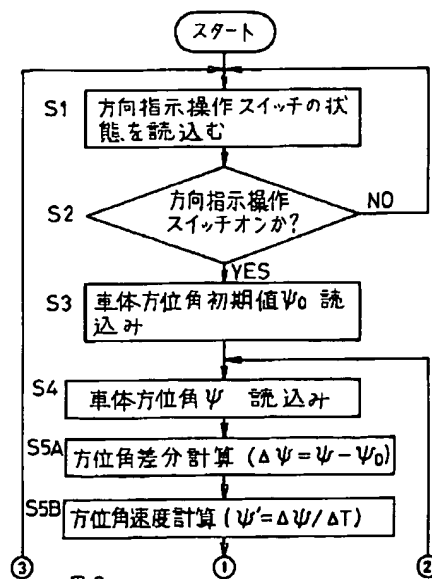 スタート
S1
方向指示操作スイッチの状
態を読込む
S2
方向指示操作
スイッチオンか?
NO
YES
S3
車体方位角初期値ψ₀ 読
込み
S4
車体方位角ψ 読込み
S5A
方位角差分計算 (Δψ=ψ-ψ₀)
S5B
方位角速度計算 (ψ'=Δψ/ΔT)
③ ① ②